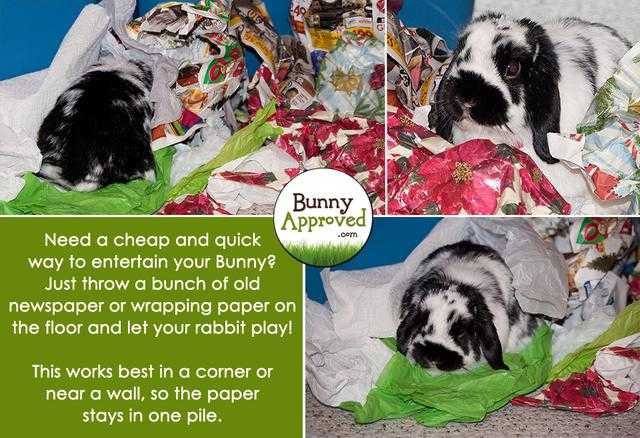 Bunny
Approved
.com
Need a cheap and quick
way to entertain your Bunny?
Just throw a bunch of old
newspaper or wrapping paper on
the floor and let your rabbit play!
This works best in a corner or
near a wall, so the paper
stays in one pile.